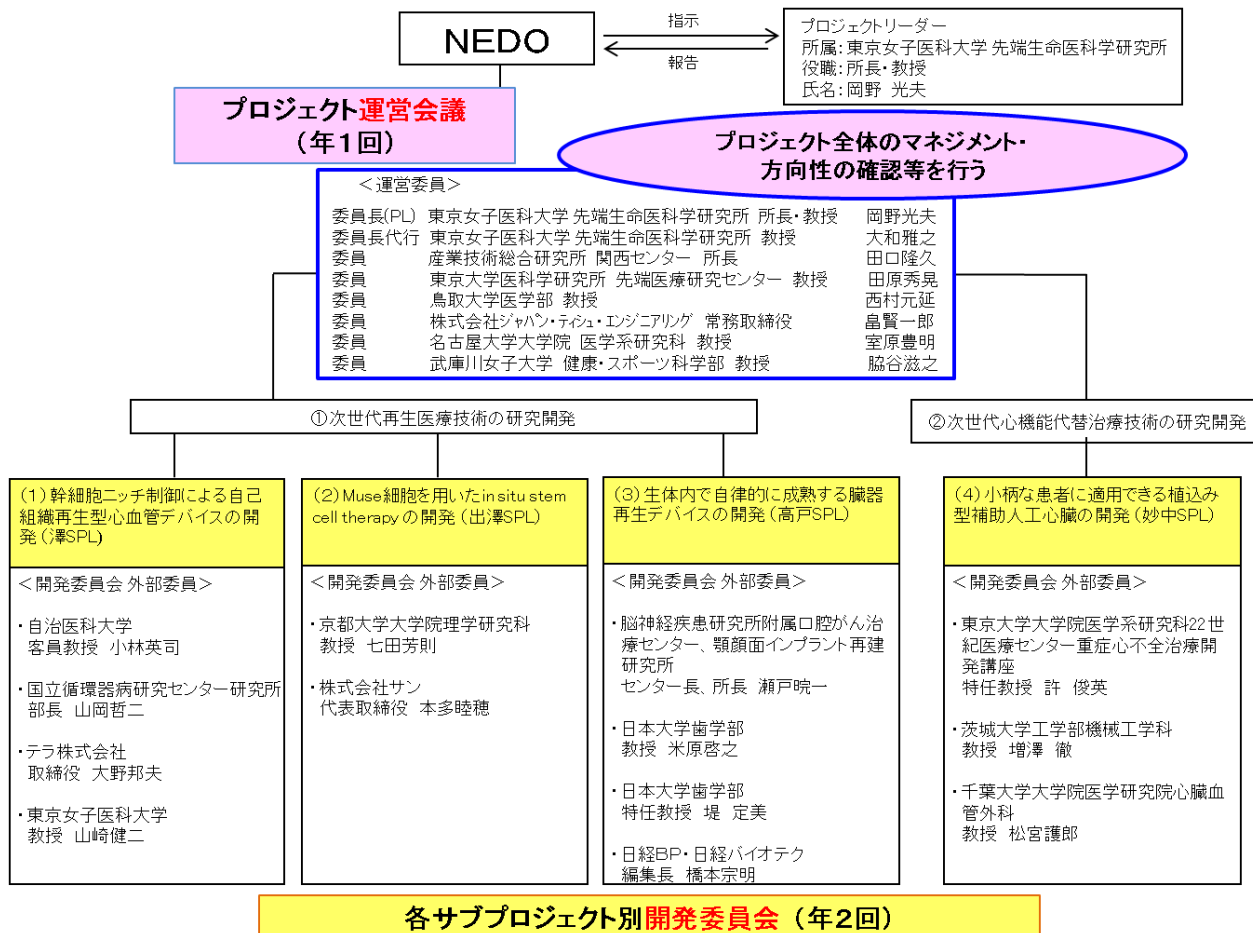 NEDO
指示
報告
プロジェクトリーダー
所属:東京女子医科大学 先端生命医科学研究所
役職:所長・教授
氏名:岡野 光夫
プロジェクト運営会議
(年1回)
プロジェクト全体のマネジメント・
方向性の確認等を行う
<運営委員>
委員長(PL) 東京女子医科大学 先端生命医科学研究所 所長・教授 岡野光夫
委員長代行 東京女子医科大学 先端生命医科学研究所 教授 大和雅之
委員 産業技術総合研究所 関西センター 所長 田口隆久
委員 東京大学医科学研究所 先端医療研究センター 教授 田原秀晃
委員 鳥取大学医学部 教授 西村元延
委員 株式会社ジャパン・ティシュ・エンジニアリング 常務取締役 畠賢一郎
委員 名古屋大学大学院 医学系研究科 教授 室原豊明
委員 武庫川女子大学 健康・スポーツ科学部 教授 脇谷滋之
①次世代再生医療技術の研究開発
②次世代心機能代替治療技術の研究開発
(1)幹細胞ニッチ制御による自己
組織再生型心血管デバイスの開
発(澤SPL)
<開発委員会 外部委員>
・自治医科大学
客員教授 小林英司
・国立循環器病研究センター研究所
部長 山岡哲二
・テラ株式会社
取締役 大野邦夫
・東京女子医科大学
教授 山崎健二
(2)Muse細胞を用いたin situ stem
cell therapyの開発(出澤SPL)
<開発委員会 外部委員>
・京都大学大学院理学研究科
教授 七田芳則
・株式会社サン
代表取締役 本多睦穂
(3)生体内で自律的に成熟する臓器
再生デバイスの開発(高戸SPL)
<開発委員会 外部委員>
・脳神経疾患研究所附属口腔がん治
療センター、顎顔面インプラント再建
研究所
センター長、所長 瀬戸晥一
・日本大学歯学部
教授 米原啓之
・日本大学歯学部
特任教授 堤 定美
・日経BP・日経バイオテク
編集長 橋本宗明
(4)小柄な患者に適用できる植込み
型補助人工心臓の開発(妙中SPL)
<開発委員会 外部委員>
・東京大学大学院医学系研究科22世
紀医療センター重症心不全治療開
発講座
特任教授 許 俊英
・茨城大学工学部機械工学科
教授 増澤 徹
・千葉大学大学院医学研究院心臓血
管外科
教授 松宮護郎
各サブプロジェクト別開発委員会(年2回)